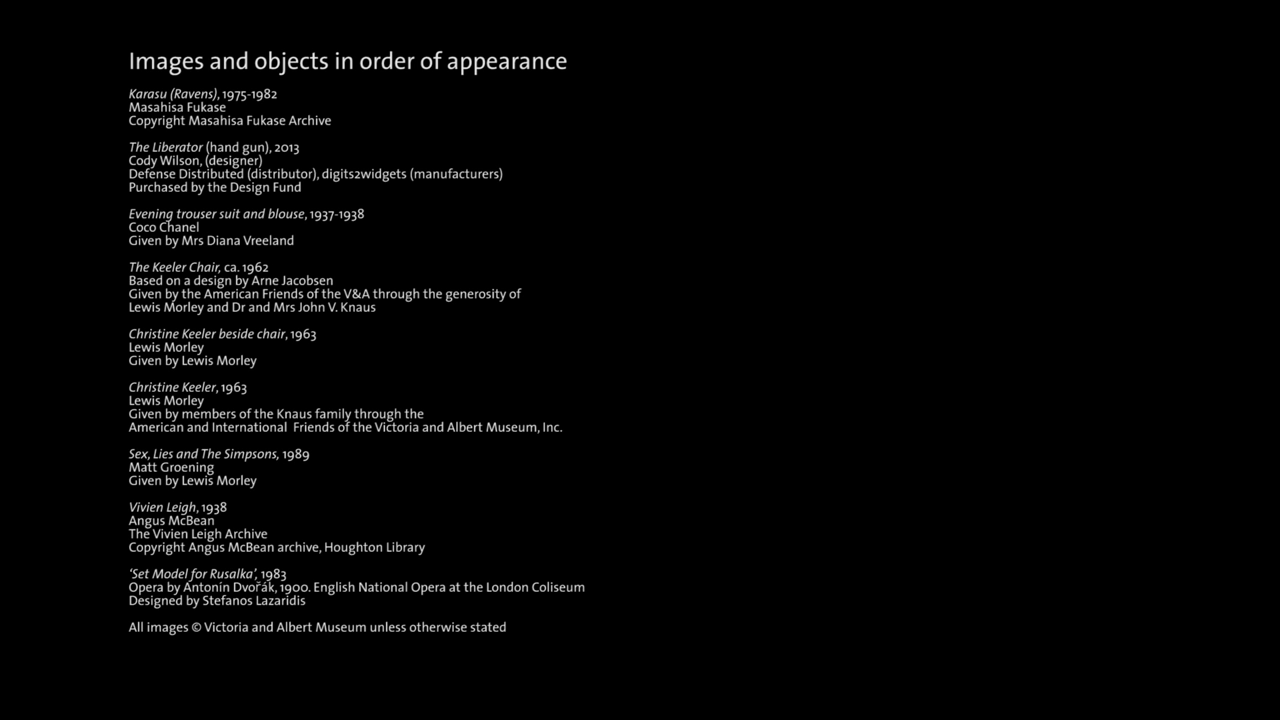 Images and objects in order of appearance
Karasu (Ravens), 1975-1982
Masahisa Fukase
Copyright Masahisa Fukase Archive
The Liberator (hand gun), 2013
Cody Wilson, (designer)
Defense Distributed (distributor), digits2widgets (manufacturers)
Purchased by the Design Fund
Evening trouser suit and blouse, 1937-1938
Coco Chanel
Given by Mrs Diana Vreeland
The Keeler Chair, ca. 1962
Based on a design by Arne Jacobsen
Given by the American Friends of the V&A through the generosity of
Lewis Morley and Dr and Mrs John V. Knaus
Christine Keeler beside chair, 1963
Lewis Morley
Given by Lewis Morley
Christine Keeler, 1963
Lewis Morley
Given by members of the Knaus family through the
American and International Friends of the Victoria and Albert Museum, Inc.
Sex, Lies and The Simpsons, 1989
Matt Groening
Given by Lewis Morley
Vivien Leigh, 1938
Angus McBean
The Vivien Leigh Archive
Copyright Angus McBean archive, Houghton Library
‘Set Model for Rusalka’, 1983
Opera by Antonín Dvořák, 1900. English National Opera at the London Coliseum
Designed by Stefanos Lazaridis
All images © Victoria and Albert Museum unless otherwise stated